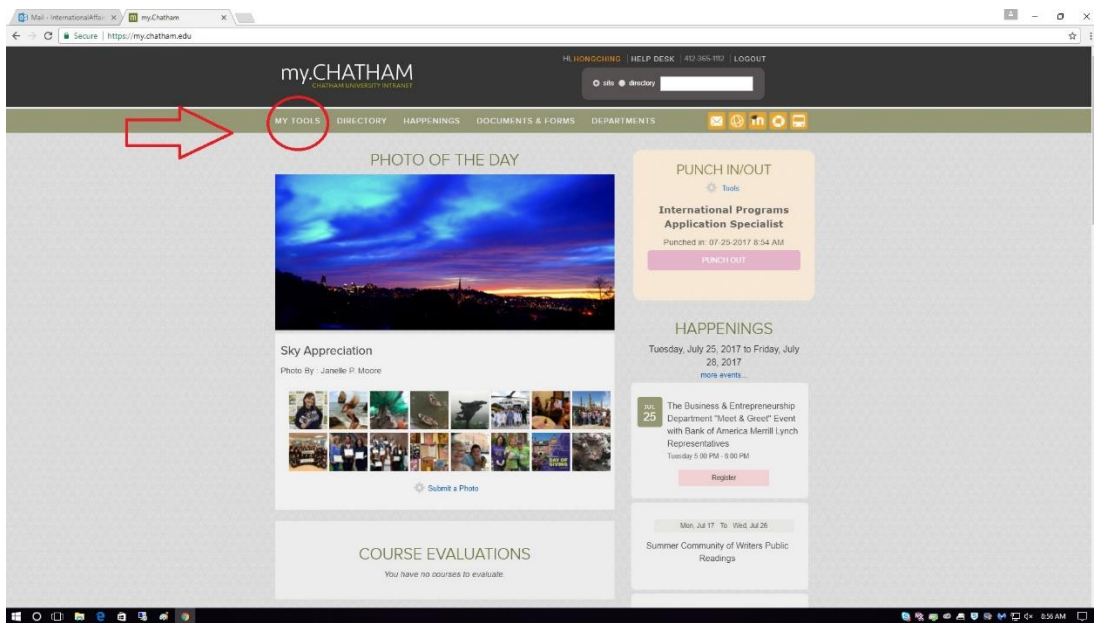 Mail - InternationalAffair
my.Chatham
Secure | https://my.chatham.edu
my.CHATHAM
CHATHAM UNIVERSITY INTRANET
HI, HONGCHING | HELP DESK | 412-365-1112 | LOGOUT
site directory
MY TOOLS DIRECTORY HAPPENINGS DOCUMENTS & FORMS DEPARTMENTS
PHOTO OF THE DAY
Sky Appreciation
Photo By : Janelle P. Moore
Submit a Photo
COURSE EVALUATIONS
You have no courses to evaluate.
PUNCH IN/OUT
Tools
International Programs
Application Specialist
Punched in: 07-25-2017 8:54 AM
PUNCH OUT
HAPPENINGS
Tuesday, July 25, 2017 to Friday, July
28, 2017
more events...
JUL
25
The Business & Entrepreneurship
Department "Meet & Greet" Event
with Bank of America Merrill Lynch
Representatives
Tuesday 5:00 PM - 6:00 PM
Register
Mon, Jul 17 To Wed, Jul 26
Summer Community of Writers Public
Readings
8:56 AM